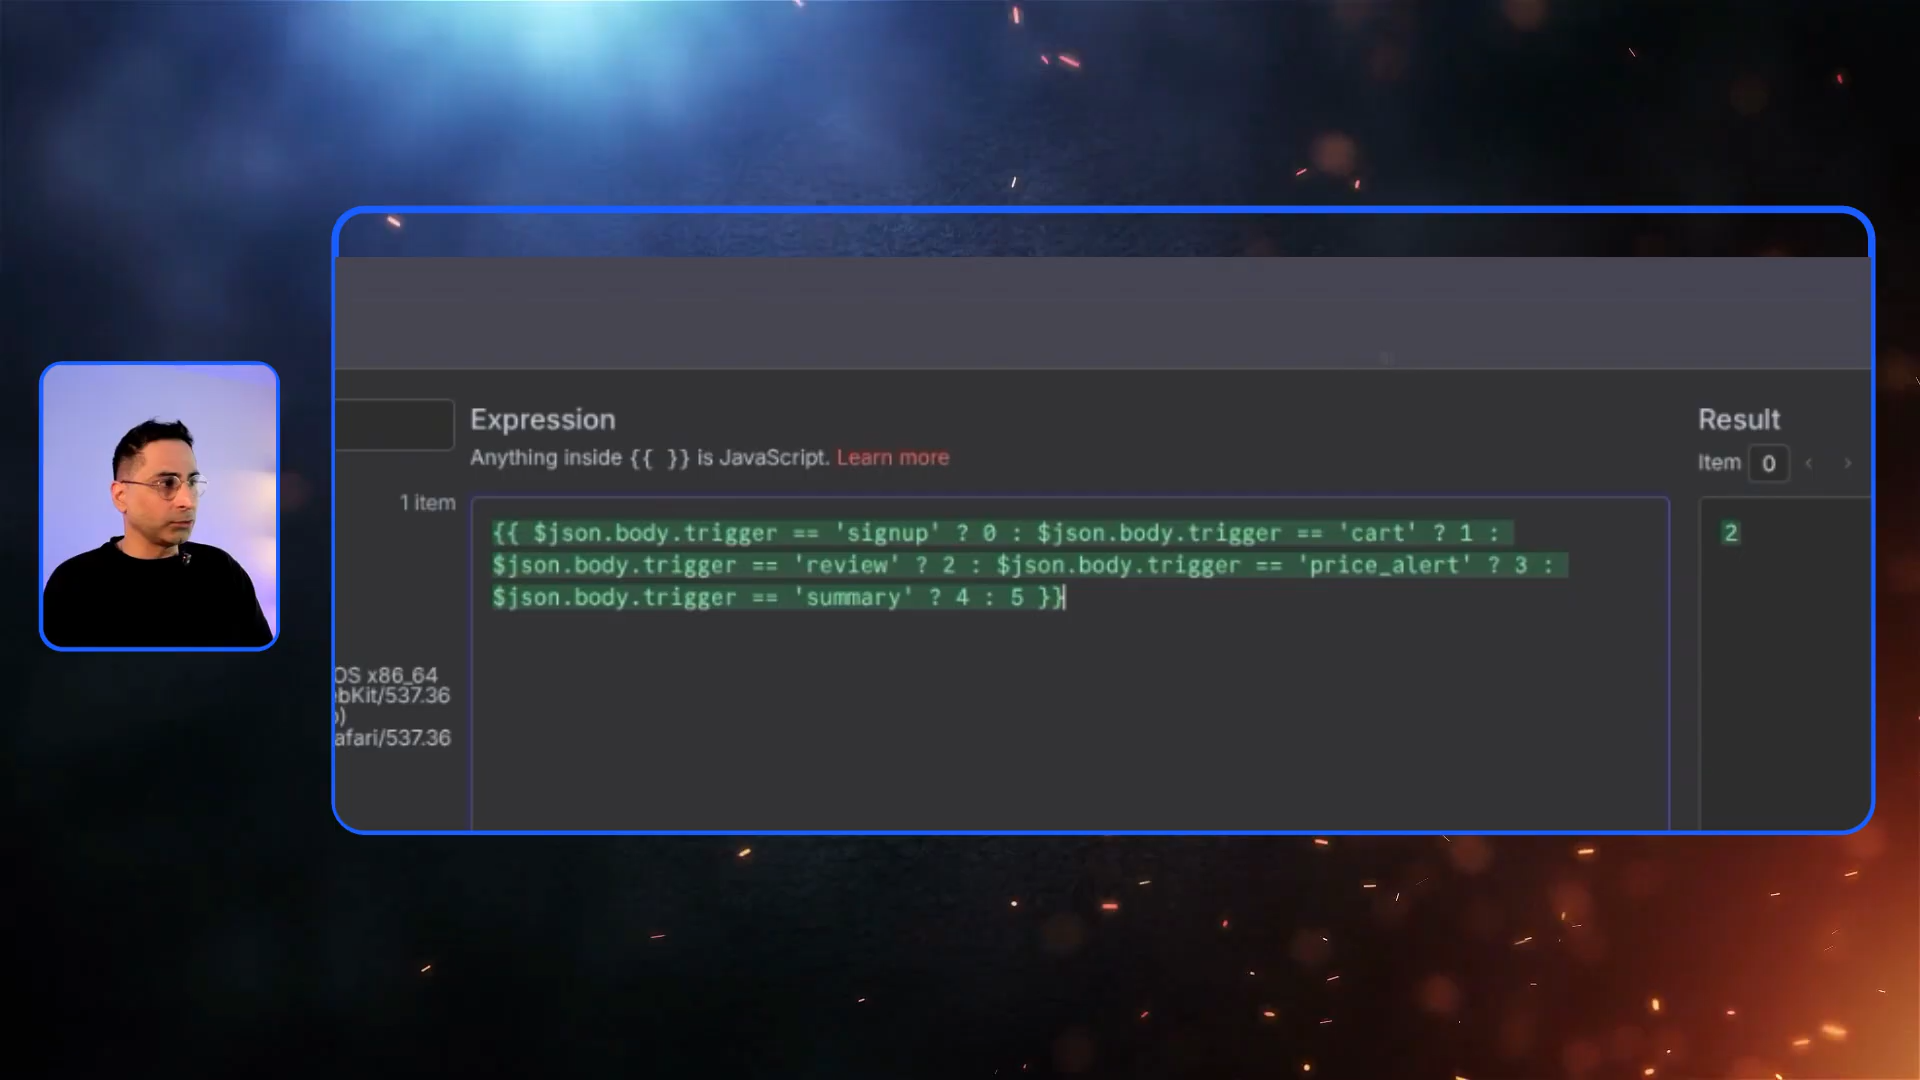 Expression
Anything inside {{ }} is JavaScript. Learn more
1 item
{{ $json.body.trigger == 'signup' ? 0 : $json.body.trigger == 'cart' ? 1 :
$json.body.trigger == 'review' ? 2 : $json.body.trigger == 'price_alert' ? 3 :
$json.body.trigger == 'summary' ? 4 : 5 }}
OS x86_64
ebKit/537.36
o)
afari/537.36
Result
Item 0 < >
2